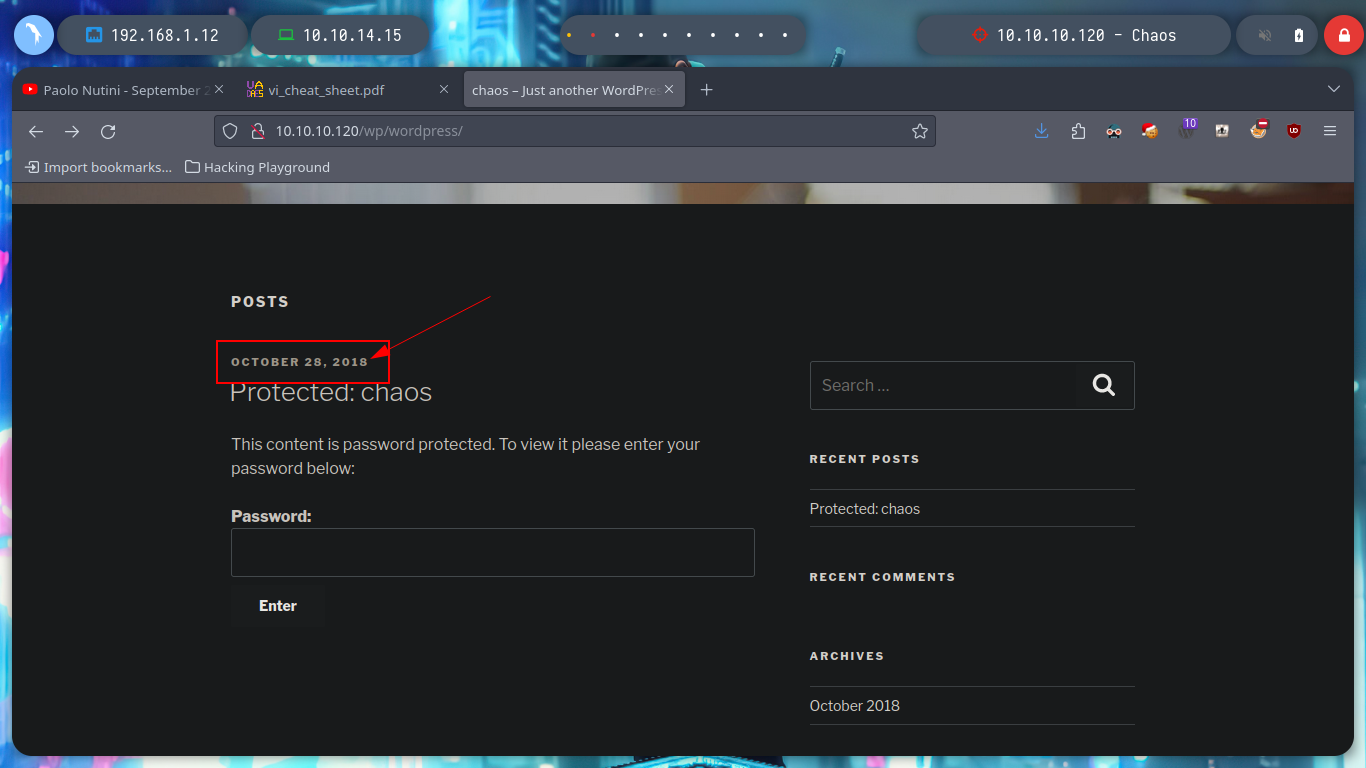 192.168.1.12
10.10.14.15
10.10.10.120 - Chaos
Paolo Nutini - September 2
vi_cheat_sheet.pdf
chaos – Just another WordPres
10.10.10.120/wp/wordpress/
10
Import bookmarks...
Hacking Playground
POSTS
OCTOBER 28, 2018
Protected: chaos
This content is password protected. To view it please enter your
password below:
Password:
Enter
Search …
RECENT POSTS
Protected: chaos
RECENT COMMENTS
ARCHIVES
October 2018